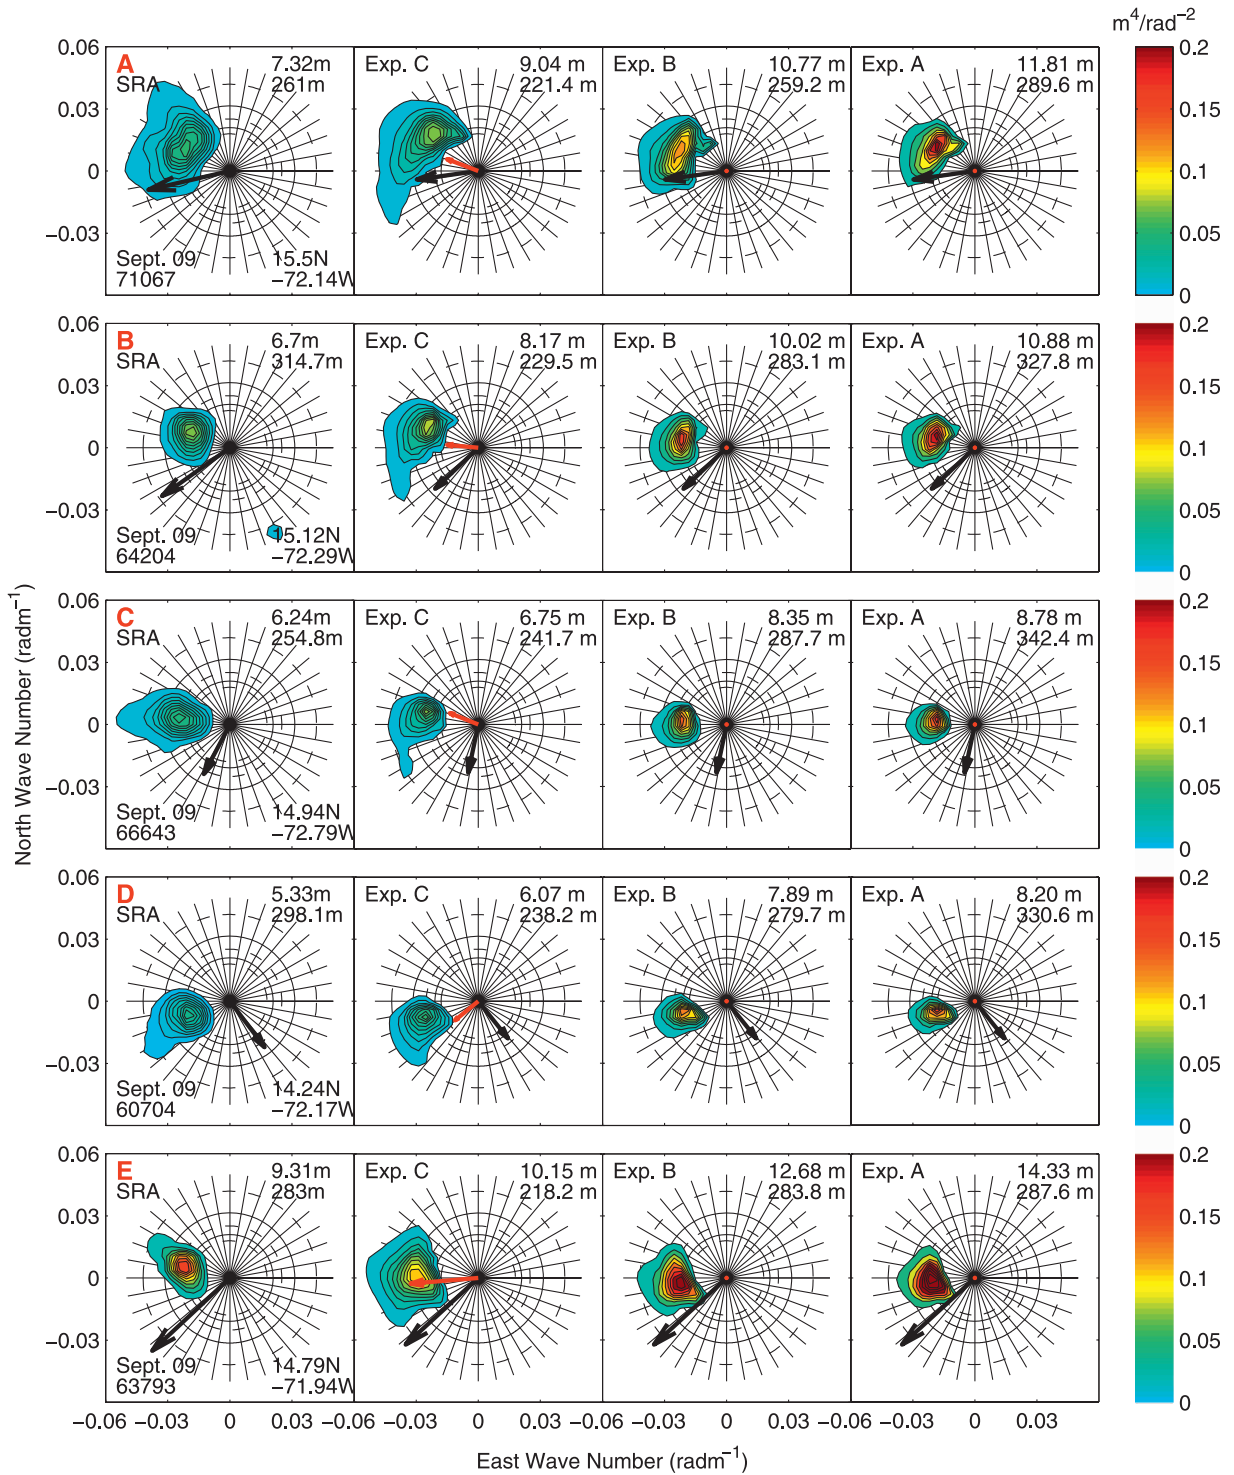 m⁴/rad⁻²
0.06
0.03
0
−0.03
A
SRA
7.32m
261m
Sept. 09
71067
15.5N
−72.14W
Exp. C
9.04 m
221.4 m
Exp. B
10.77 m
259.2 m
Exp. A
11.81 m
289.6 m
0.2
0.15
0.1
0.05
0
0.06
0.03
0
−0.03
B
SRA
6.7m
314.7m
Sept. 09
64204
15.12N
−72.29W
Exp. C
8.17 m
229.5 m
Exp. B
10.02 m
283.1 m
Exp. A
10.88 m
327.8 m
0.2
0.15
0.1
0.05
0
North Wave Number (radm⁻¹)
0.06
0.03
0
−0.03
C
SRA
6.24m
254.8m
Sept. 09
66643
14.94N
−72.79W
Exp. C
6.75 m
241.7 m
Exp. B
8.35 m
287.7 m
Exp. A
8.78 m
342.4 m
0.2
0.15
0.1
0.05
0
0.06
0.03
0
−0.03
D
SRA
5.33m
298.1m
Sept. 09
60704
14.24N
−72.17W
Exp. C
6.07 m
238.2 m
Exp. B
7.89 m
279.7 m
Exp. A
8.20 m
330.6 m
0.2
0.15
0.1
0.05
0
0.06
0.03
0
−0.03
−0.06
E
SRA
9.31m
283m
Sept. 09
63793
14.79N
−71.94W
Exp. C
10.15 m
218.2 m
Exp. B
12.68 m
283.8 m
Exp. A
14.33 m
287.6 m
0.2
0.15
0.1
0.05
0
−0.03 0 0.03 −0.06 −0.03 0 0.03 −0.06 −0.03 0 0.03 −0.06 −0.03 0 0.03
East Wave Number (radm⁻¹)